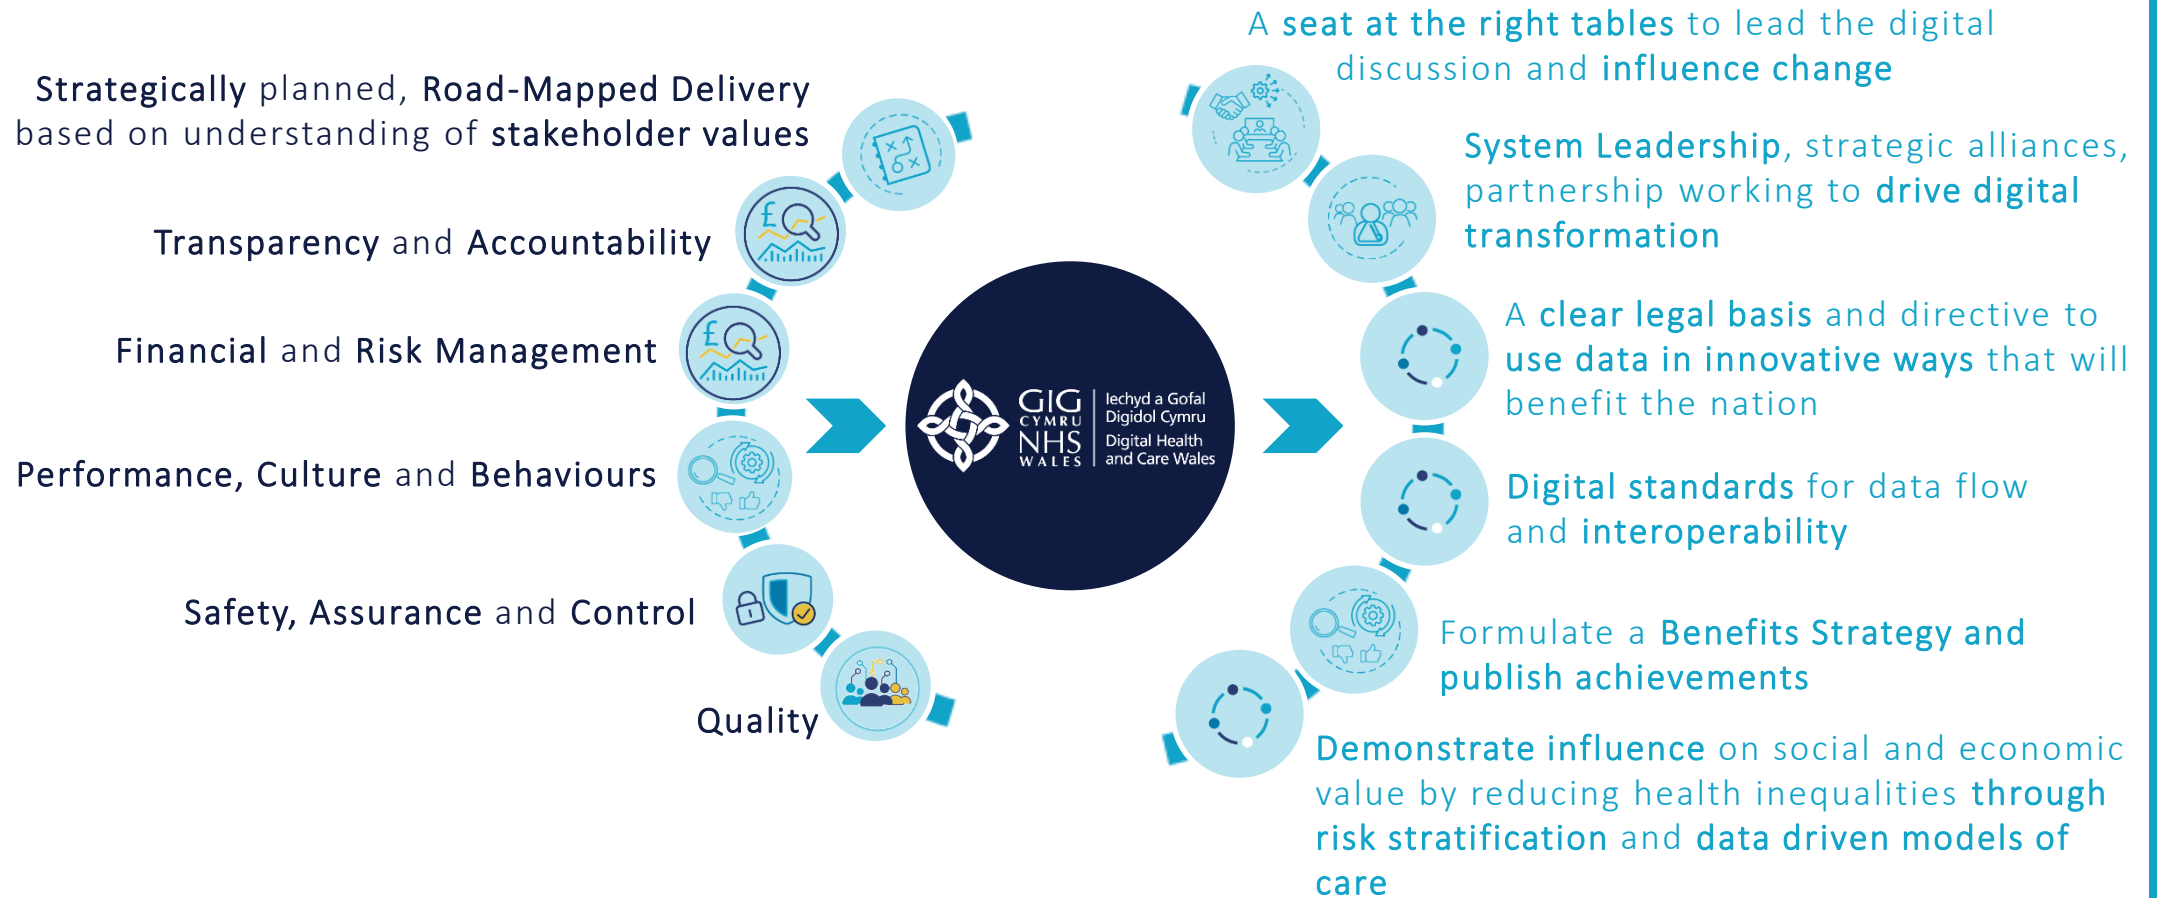 Strategically planned, Road-Mapped Delivery
based on understanding of stakeholder values
Transparency and Accountability
Financial and Risk Management
Performance, Culture and Behaviours
Safety, Assurance and Control
Quality
£
£
GIG
CYMRU
NHS
WALES
Iechyd a Gofal
Digidol Cymru
Digital Health
and Care Wales
A seat at the right tables to lead the digital
discussion and influence change
System Leadership, strategic alliances,
partnership working to drive digital
transformation
A clear legal basis and directive to
use data in innovative ways that will
benefit the nation
Digital standards for data flow
and interoperability
Formulate a Benefits Strategy and
publish achievements
Demonstrate influence on social and economic
value by reducing health inequalities through
risk stratification and data driven models of
care